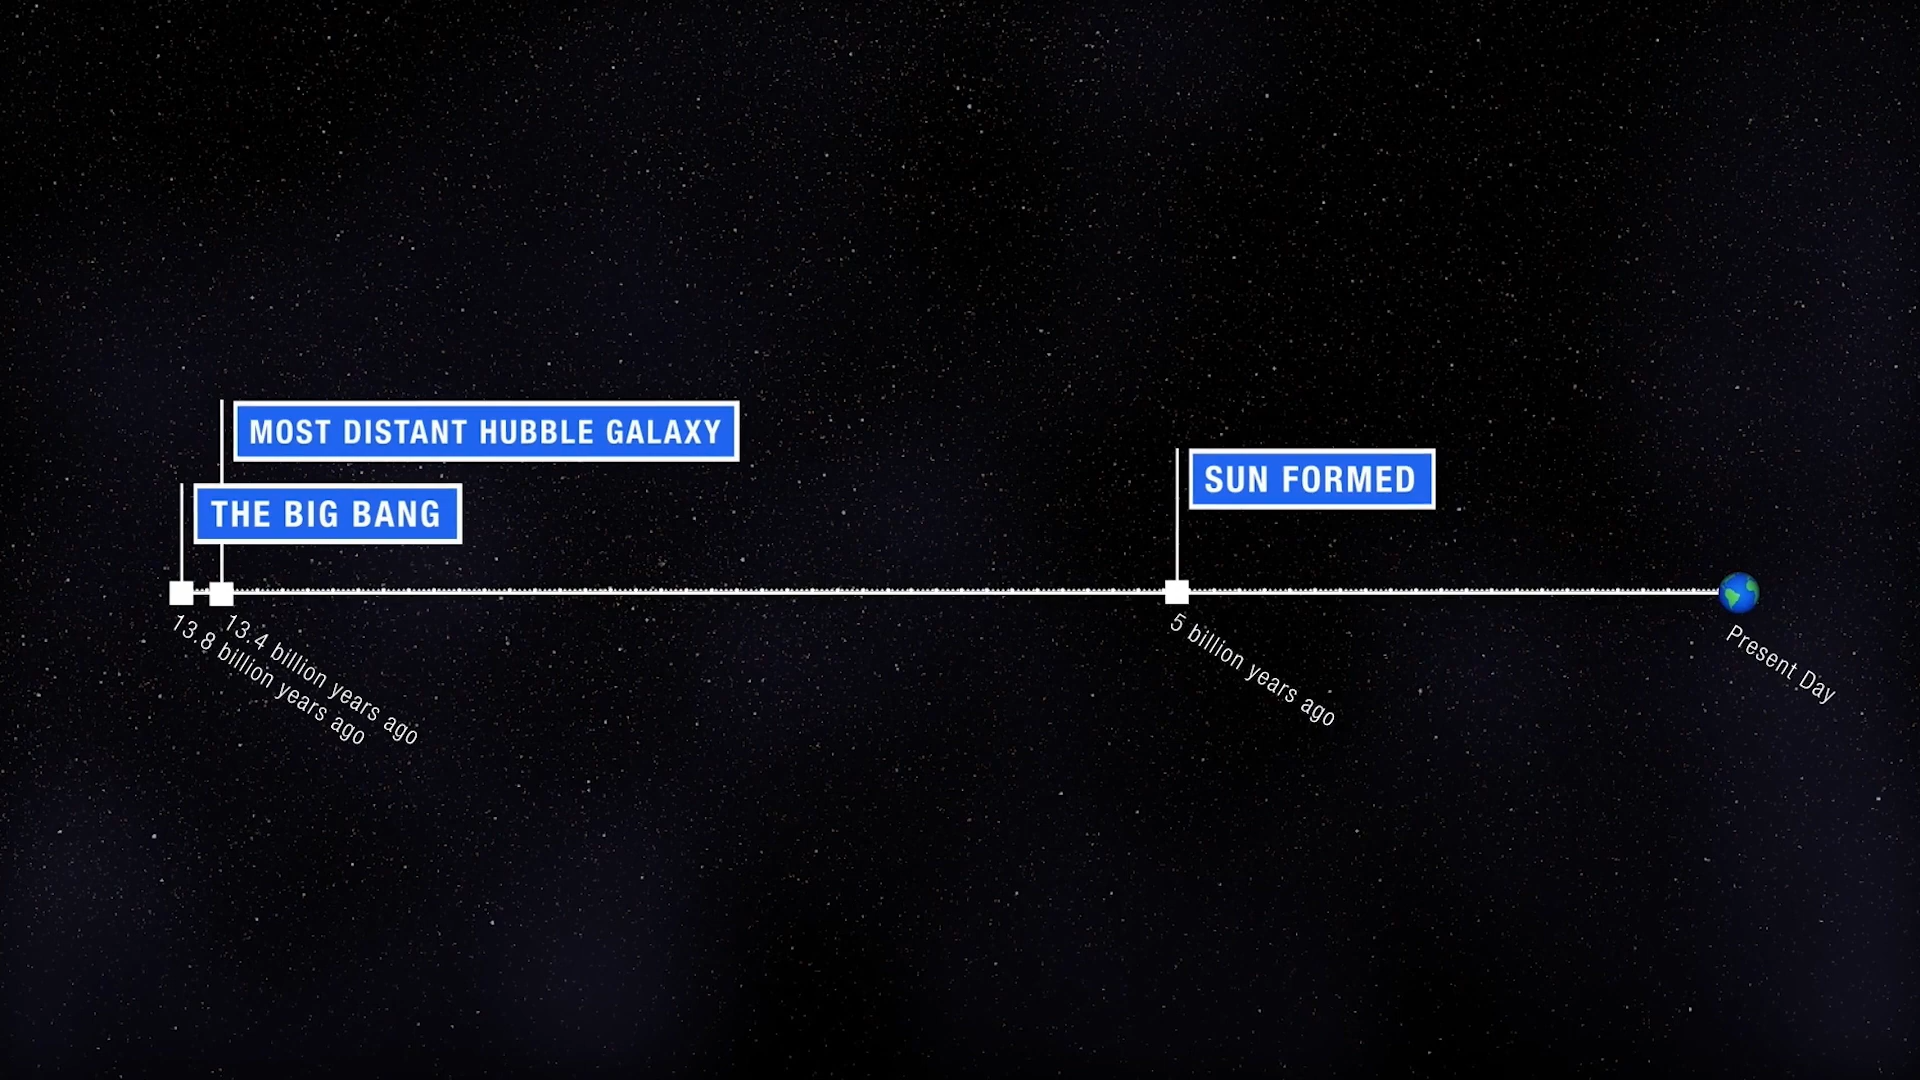 MOST DISTANT HUBBLE GALAXY
THE BIG BANG
SUN FORMED
13.8 billion years ago
13.4 billion years ago
5 billion years ago
Present Day